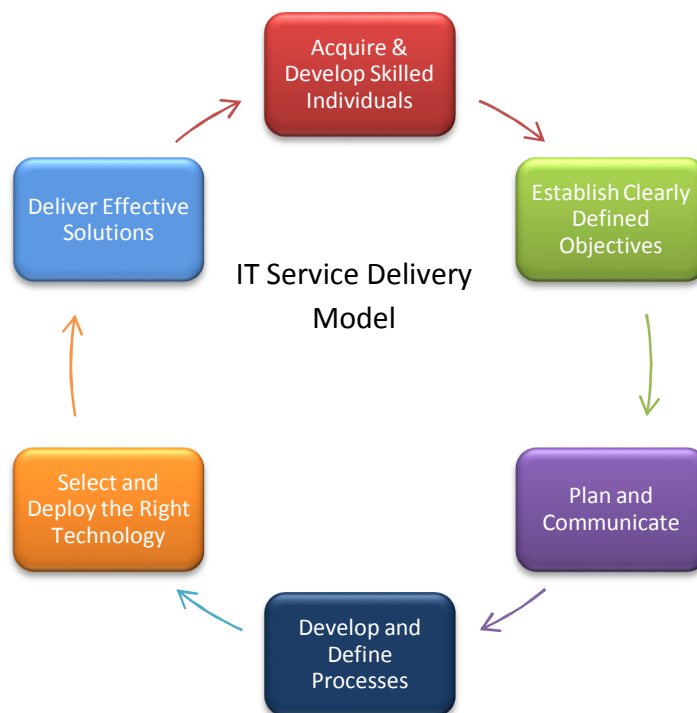 Acquire &
Develop Skilled
Individuals
Establish Clearly
Defined
Objectives
Plan and
Communicate
Develop and
Define
Processes
Select and
Deploy the Right
Technology
Deliver Effective
Solutions
IT Service Delivery
Model